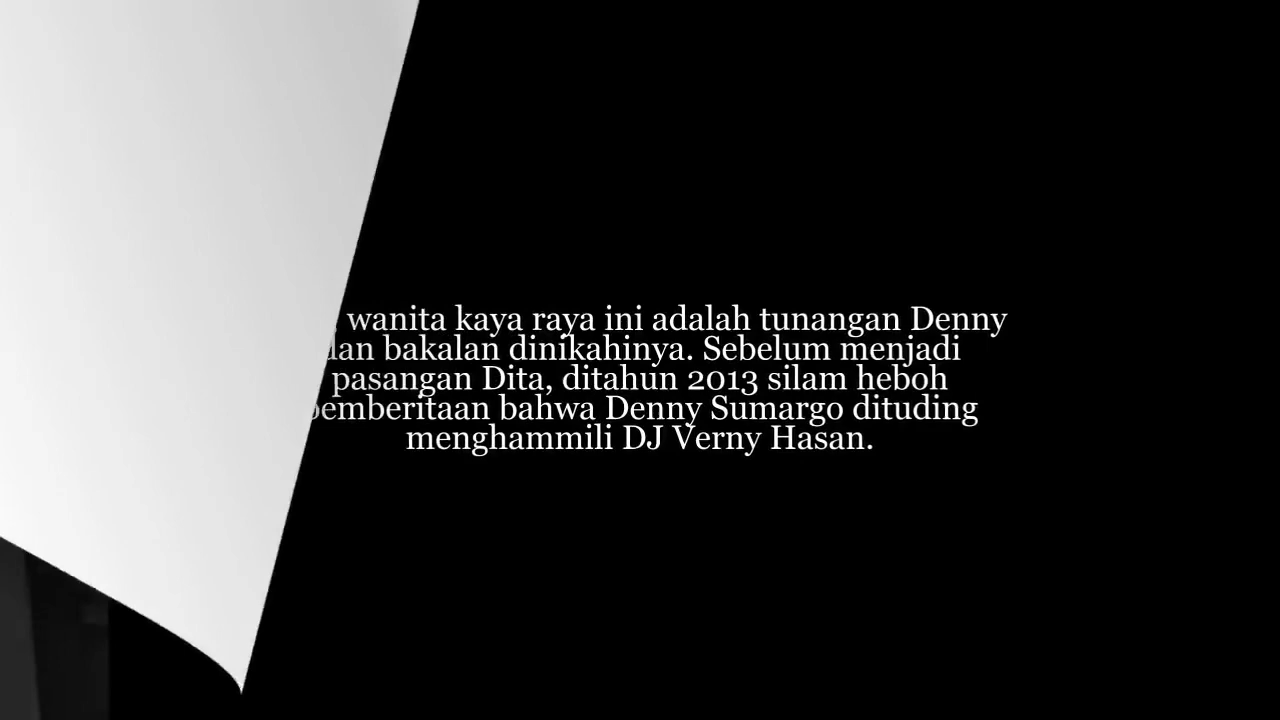 wanita kaya raya ini adalah tunangan Denny
dan bakalan dinikahinya. Sebelum menjadi
pasangan Dita, ditahun 2013 silam heboh
pemberitaan bahwa Denny Sumargo dituding
menghammili DJ Verny Hasan.